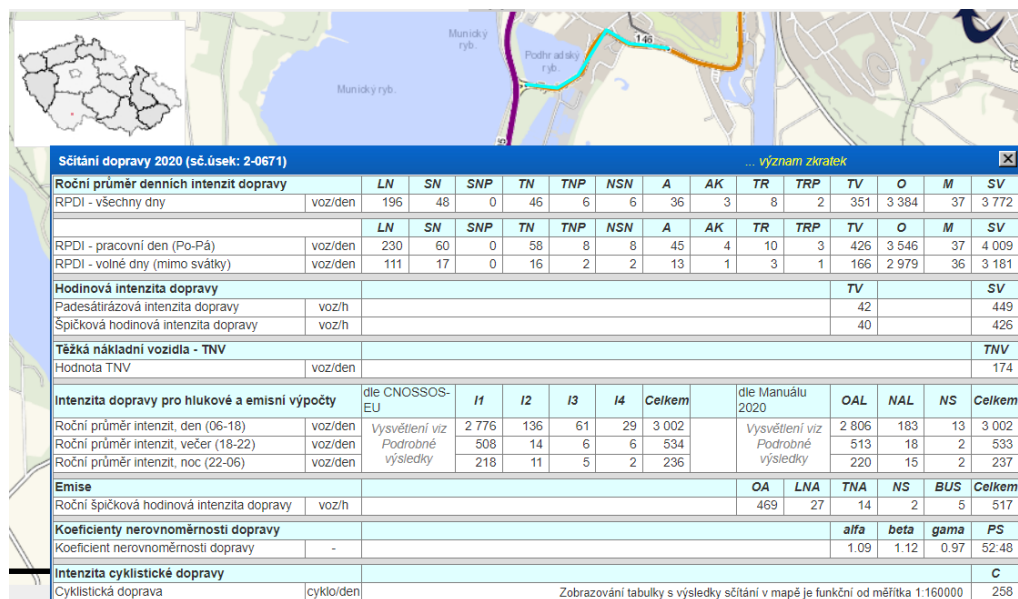 Munický
ryb.
146
Podhradský
ryb.
Munický ryb.
Sčítání dopravy 2020 (sč.úsek: 2-0671) ... význam zkratek
Roční průměr denních intenzit dopravy LN SN SNP TN TNP NSN A AK TR TRP TV O M SV
RPDI - všechny dny voz/den 196 48 0 46 6 6 36 3 8 2 351 3 384 37 3 772
LN SN SNP TN TNP NSN A AK TR TRP TV O M SV
RPDI - pracovní den (Po-Pá) voz/den 230 60 0 58 8 8 45 4 10 3 426 3 546 37 4 009
RPDI - volné dny (mimo svátky) voz/den 111 17 0 16 2 2 13 1 3 1 166 2 979 36 3 181
Hodinová intenzita dopravy TV SV
Padesátirázová intenzita dopravy voz/h 42 449
Špičková hodinová intenzita dopravy voz/h 40 426
Těžká nákladní vozidla - TNV TNV
Hodnota TNV voz/den 174
Intenzita dopravy pro hlukové a emisní výpočty dle CNOSSOS-EU I1 I2 I3 I4 Celkem dle Manuálu 2020 OAL NAL NS Celkem
Roční průměr intenzit, den (06-18) voz/den Vysvětlení viz 2 776 136 61 29 3 002 Vysvětlení viz 2 806 183 13 3 002
Roční průměr intenzit, večer (18-22) voz/den Podrobné 508 14 6 6 534 Podrobné 513 18 2 533
Roční průměr intenzit, noc (22-06) voz/den výsledky 218 11 5 2 236 výsledky 220 15 2 237
Emise OA LNA TNA NS BUS Celkem
Roční špičková hodinová intenzita dopravy voz/h 469 27 14 2 5 517
Koeficienty nerovnoměrnosti dopravy alfa beta gama PS
Koeficient nerovnoměrnosti dopravy - 1.09 1.12 0.97 52:48
Intenzita cyklistické dopravy C
Cyklistická doprava cyklo/den Zobrazování tabulky s výsledky sčítání v mapě je funkční od měřítka 1:160000 258